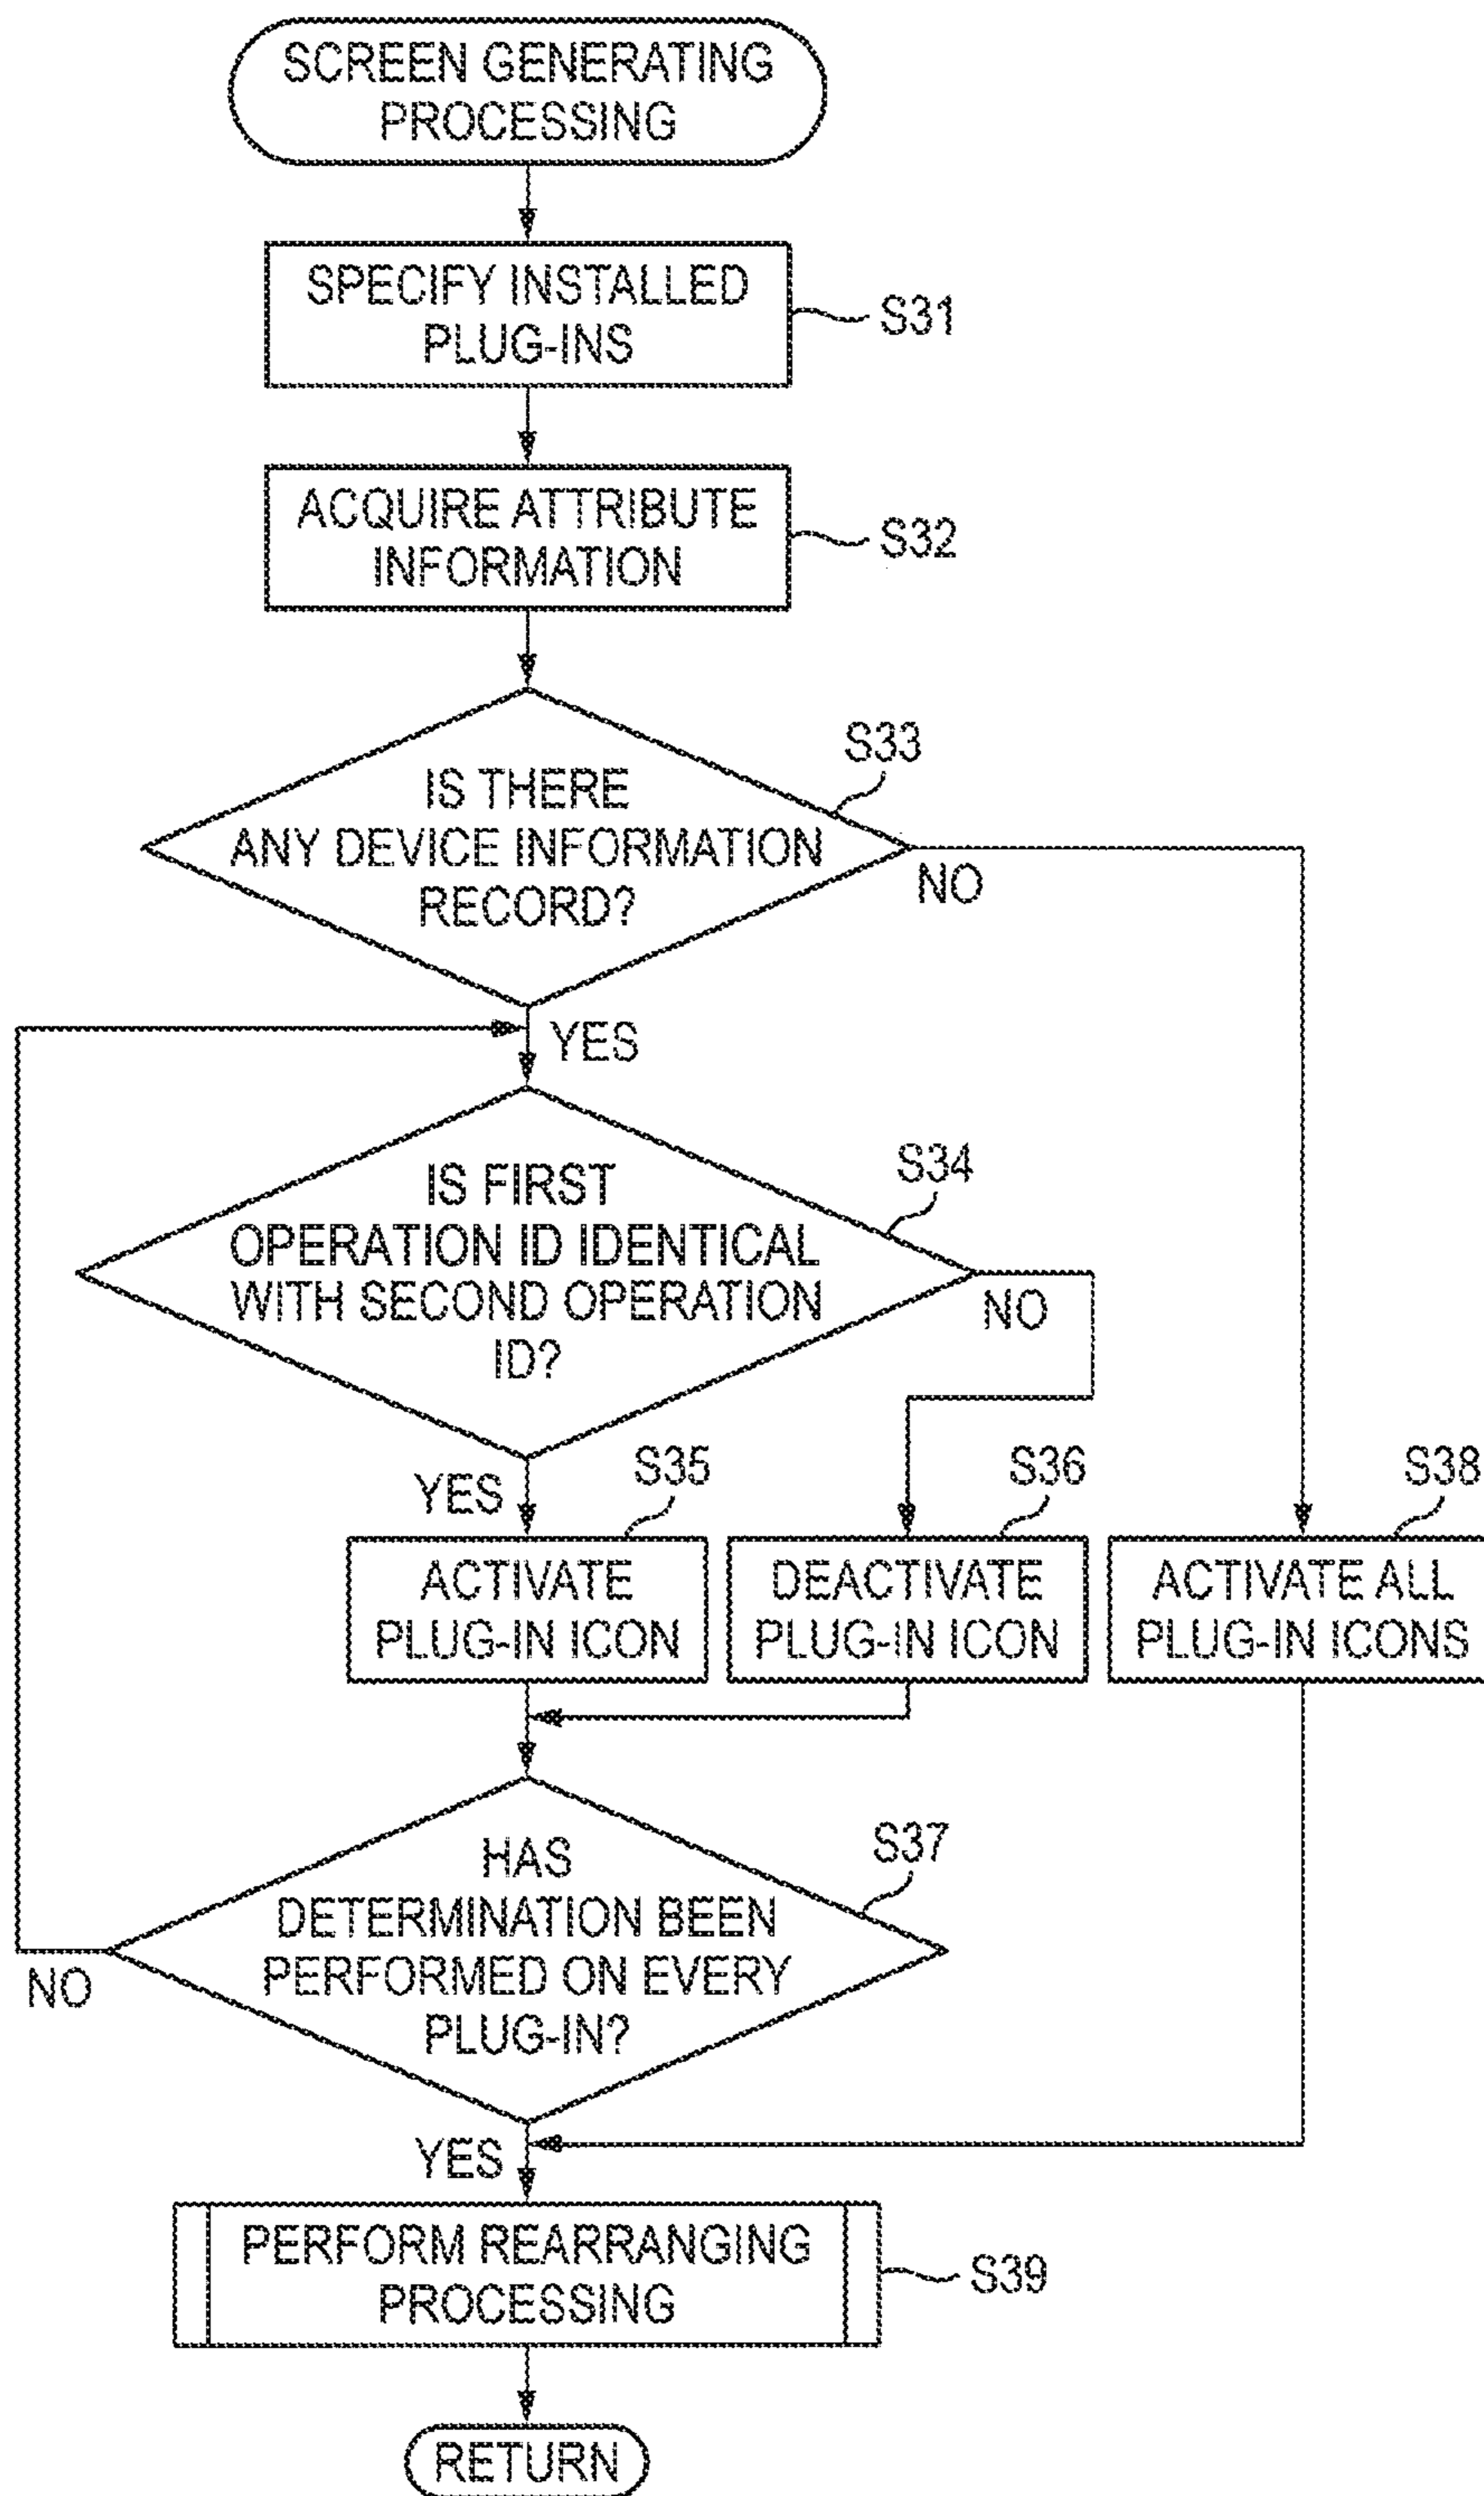 SCREEN GENERATING
PROCESSING
SPECIFY INSTALLED
PLUG-INS
S31
ACQUIRE ATTRIBUTE
INFORMATION
S32
S33
IS THERE
ANY DEVICE INFORMATION
RECORD?
NO
YES
S34
IS FIRST
OPERATION ID IDENTICAL
WITH SECOND OPERATION
ID?
NO
YES
S35
S36
S38
ACTIVATE
PLUG-IN ICON
DEACTIVATE
PLUG-IN ICON
ACTIVATE ALL
PLUG-IN ICONS
S37
HAS
DETERMINATION BEEN
PERFORMED ON EVERY
PLUG-IN?
NO
YES
PERFORM REARRANGING
PROCESSING
S39
RETURN